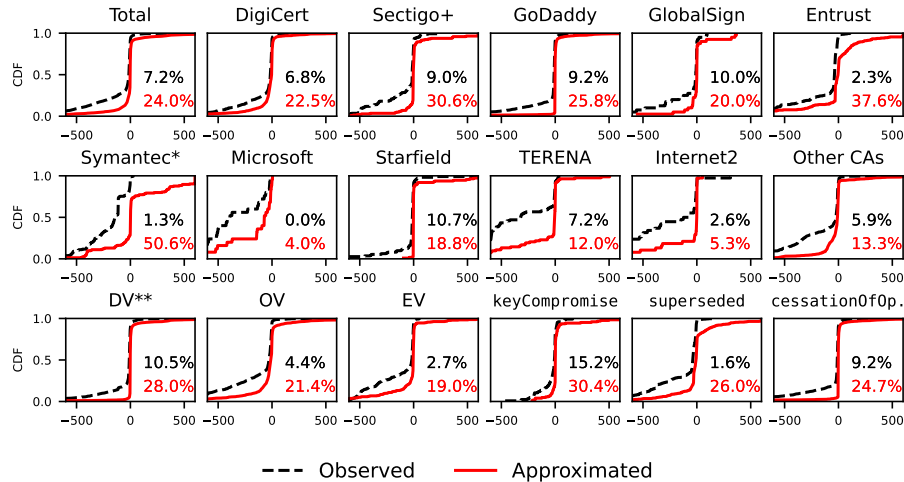 Total DigiCert Sectigo+ GoDaddy GlobalSign Entrust
CDF
1.0
0.5
0.0
7.2% 6.8% 9.0% 9.2% 10.0% 2.3%
24.0% 22.5% 30.6% 25.8% 20.0% 37.6%
−500 0 500 −500 0 500 −500 0 500 −500 0 500 −500 0 500 −500 0 500
Symantec* Microsoft Starfield TERENA Internet2 Other CAs
CDF
1.0
0.5
0.0
1.3% 0.0% 10.7% 7.2% 2.6% 5.9%
50.6% 4.0% 18.8% 12.0% 5.3% 13.3%
−500 0 500 −500 0 500 −500 0 500 −500 0 500 −500 0 500 −500 0 500
DV** OV EV keyCompromise superseded cessationOfOp.
CDF
1.0
0.5
0.0
10.5% 4.4% 2.7% 15.2% 1.6% 9.2%
28.0% 21.4% 19.0% 30.4% 26.0% 24.7%
−500 0 500 −500 0 500 −500 0 500 −500 0 500 −500 0 500 −500 0 500
Observed Approximated